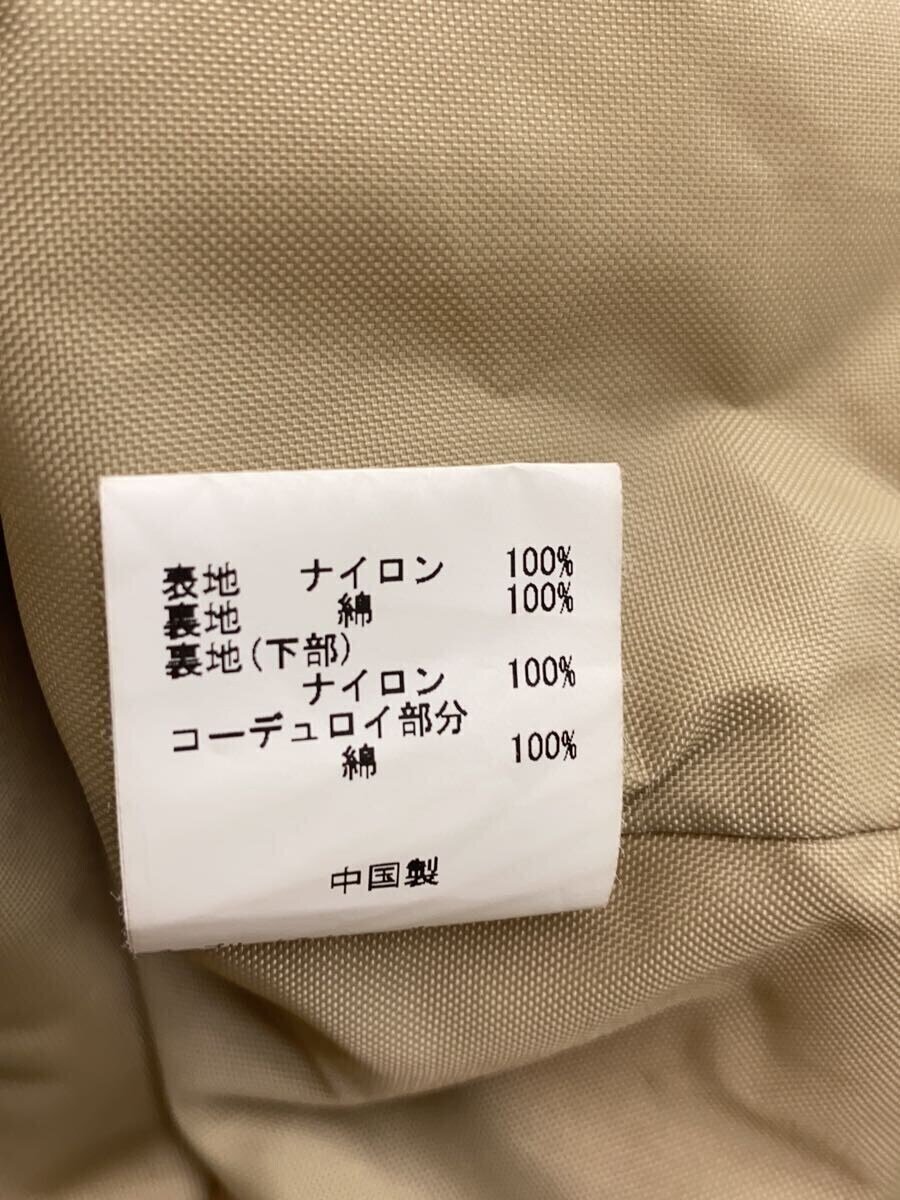 表地 ナイロン 100%
裏地 綿 100%
裏地(下部)
ナイロン 100%
コーデュロイ部分
綿 100%
中国製